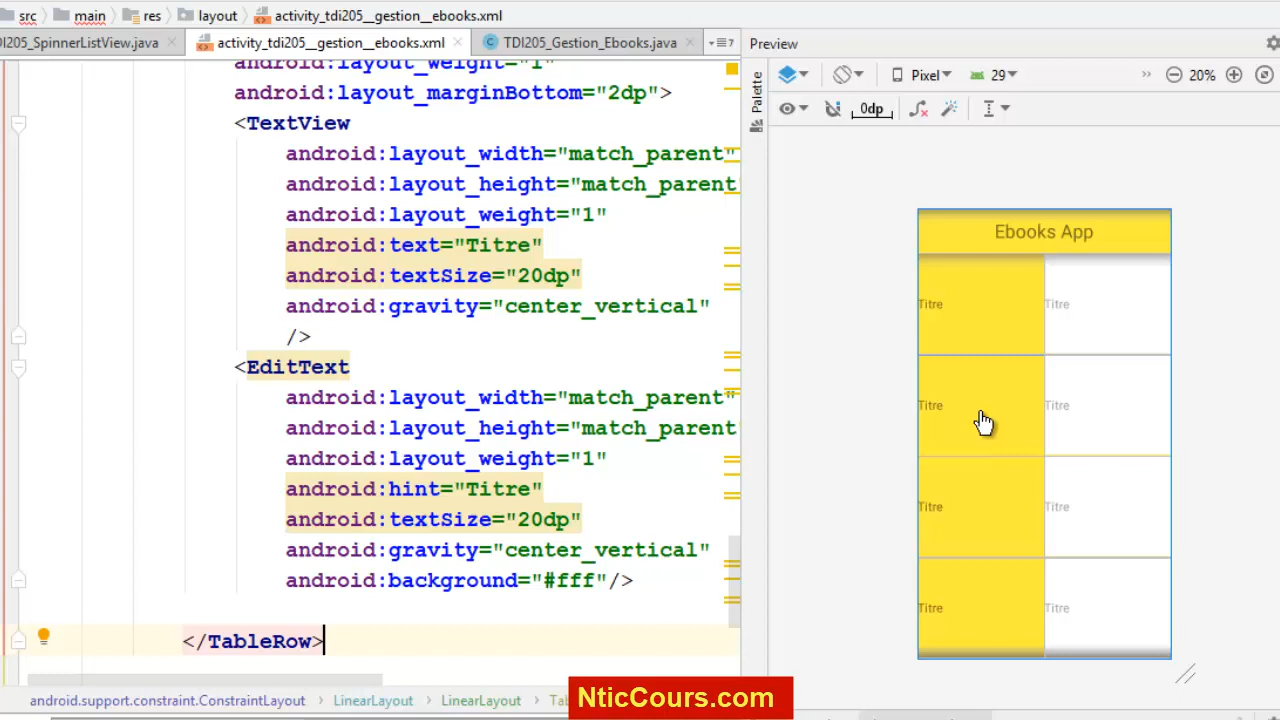 src main res layout activity_tdi205__gestion__ebooks.xml
DI205_SpinnerListView.java activity_tdi205__gestion__ebooks.xml TDI205_Gestion_Ebooks.java 7 Preview
Palette
Pixel 29 20%
0dp
android:layout_weight="1"
android:layout_marginBottom="2dp">
<TextView
android:layout_width="match_parent"
android:layout_height="match_parent
android:layout_weight="1"
android:text="Titre"
android:textSize="20dp"
android:gravity="center_vertical"
/>
<EditText
android:layout_width="match_parent"
android:layout_height="match_parent
android:layout_weight="1"
android:hint="Titre"
android:textSize="20dp"
android:gravity="center_vertical"
android:background="#fff"/>
</TableRow>
Ebooks App
Titre Titre
Titre Titre
Titre Titre
Titre Titre
android.support.constraint.ConstraintLayout LinearLayout LinearLayout
NticCours.com